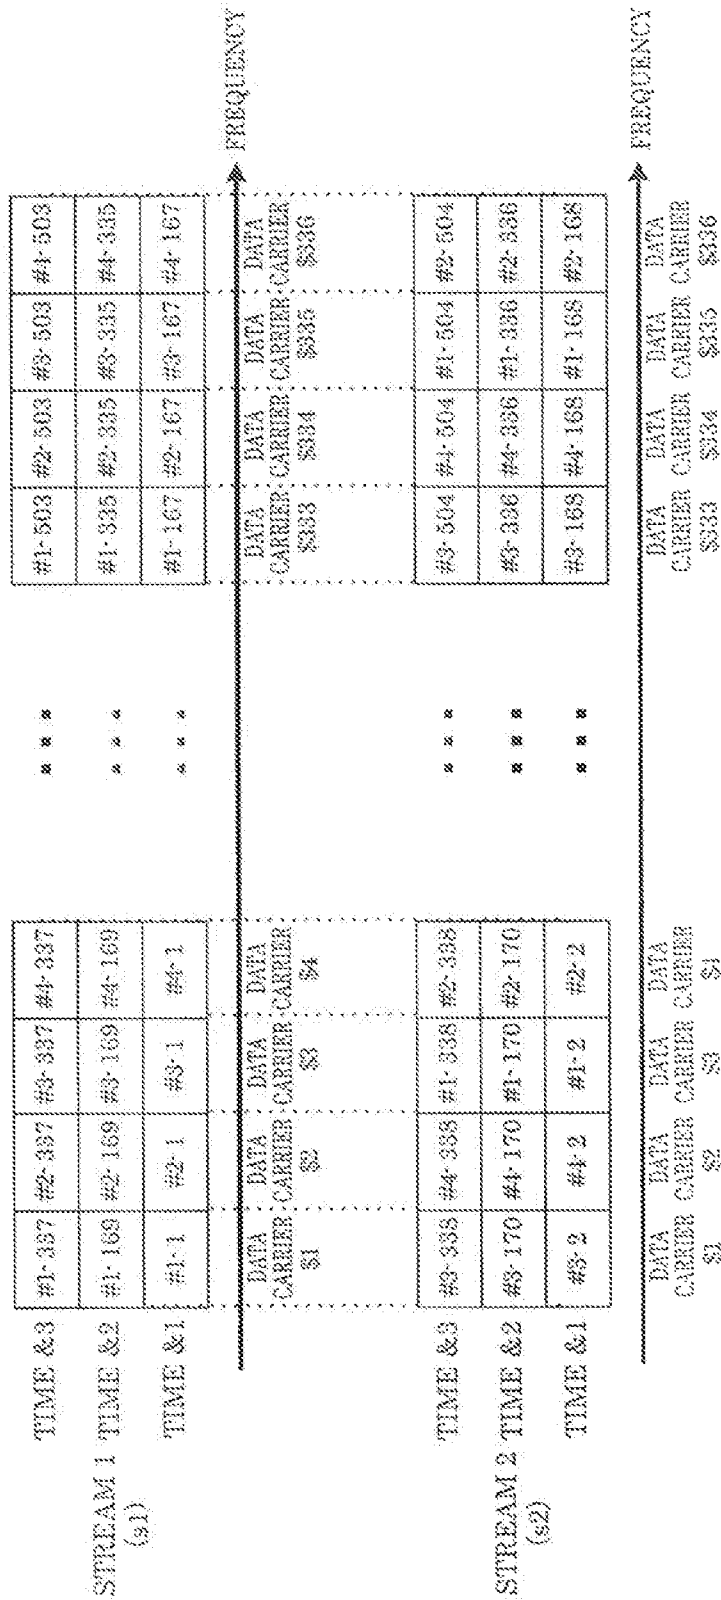 TIME &3 #1-337 #2-337 #3-337 #4-337 ... #1-503 #2-503 #3-503 #4-503
STREAM 1 TIME &2 #1-169 #2-169 #3-169 #4-169 ... #1-335 #2-335 #3-335 #4-335
(s1)
TIME &1 #1-1 #2-1 #3-1 #4-1 ... #1-167 #2-167 #3-167 #4-167
FREQUENCY
DATA DATA DATA DATA DATA DATA DATA DATA
CARRIER CARRIER CARRIER CARRIER CARRIER CARRIER CARRIER CARRIER
$1 $2 $3 $4 $333 $334 $335 $336
TIME &3 #3-338 #4-338 #1-338 #2-338 ... #3-504 #4-504 #1-504 #2-504
STREAM 2 TIME &2 #3-170 #4-170 #1-170 #2-170 ... #3-336 #4-336 #1-336 #2-336
(s2)
TIME &1 #3-2 #4-2 #1-2 #2-2 ... #3-168 #4-168 #1-168 #2-168
FREQUENCY
DATA DATA DATA DATA DATA DATA DATA DATA
CARRIER CARRIER CARRIER CARRIER CARRIER CARRIER CARRIER CARRIER
$1 $2 $3 $4 $333 $334 $335 $336